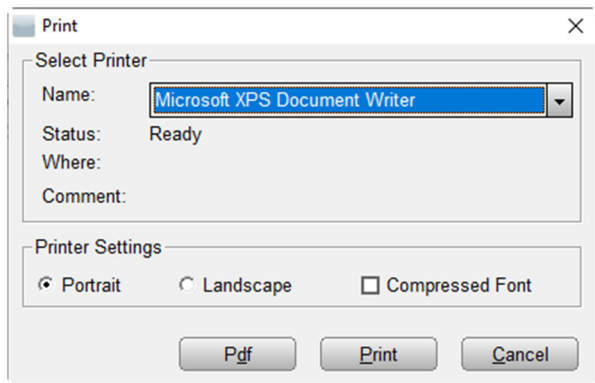 Print
Select Printer
Name: Microsoft XPS Document Writer
Status: Ready
Where:
Comment:
Printer Settings
Portrait Landscape Compressed Font
Pdf Print Cancel